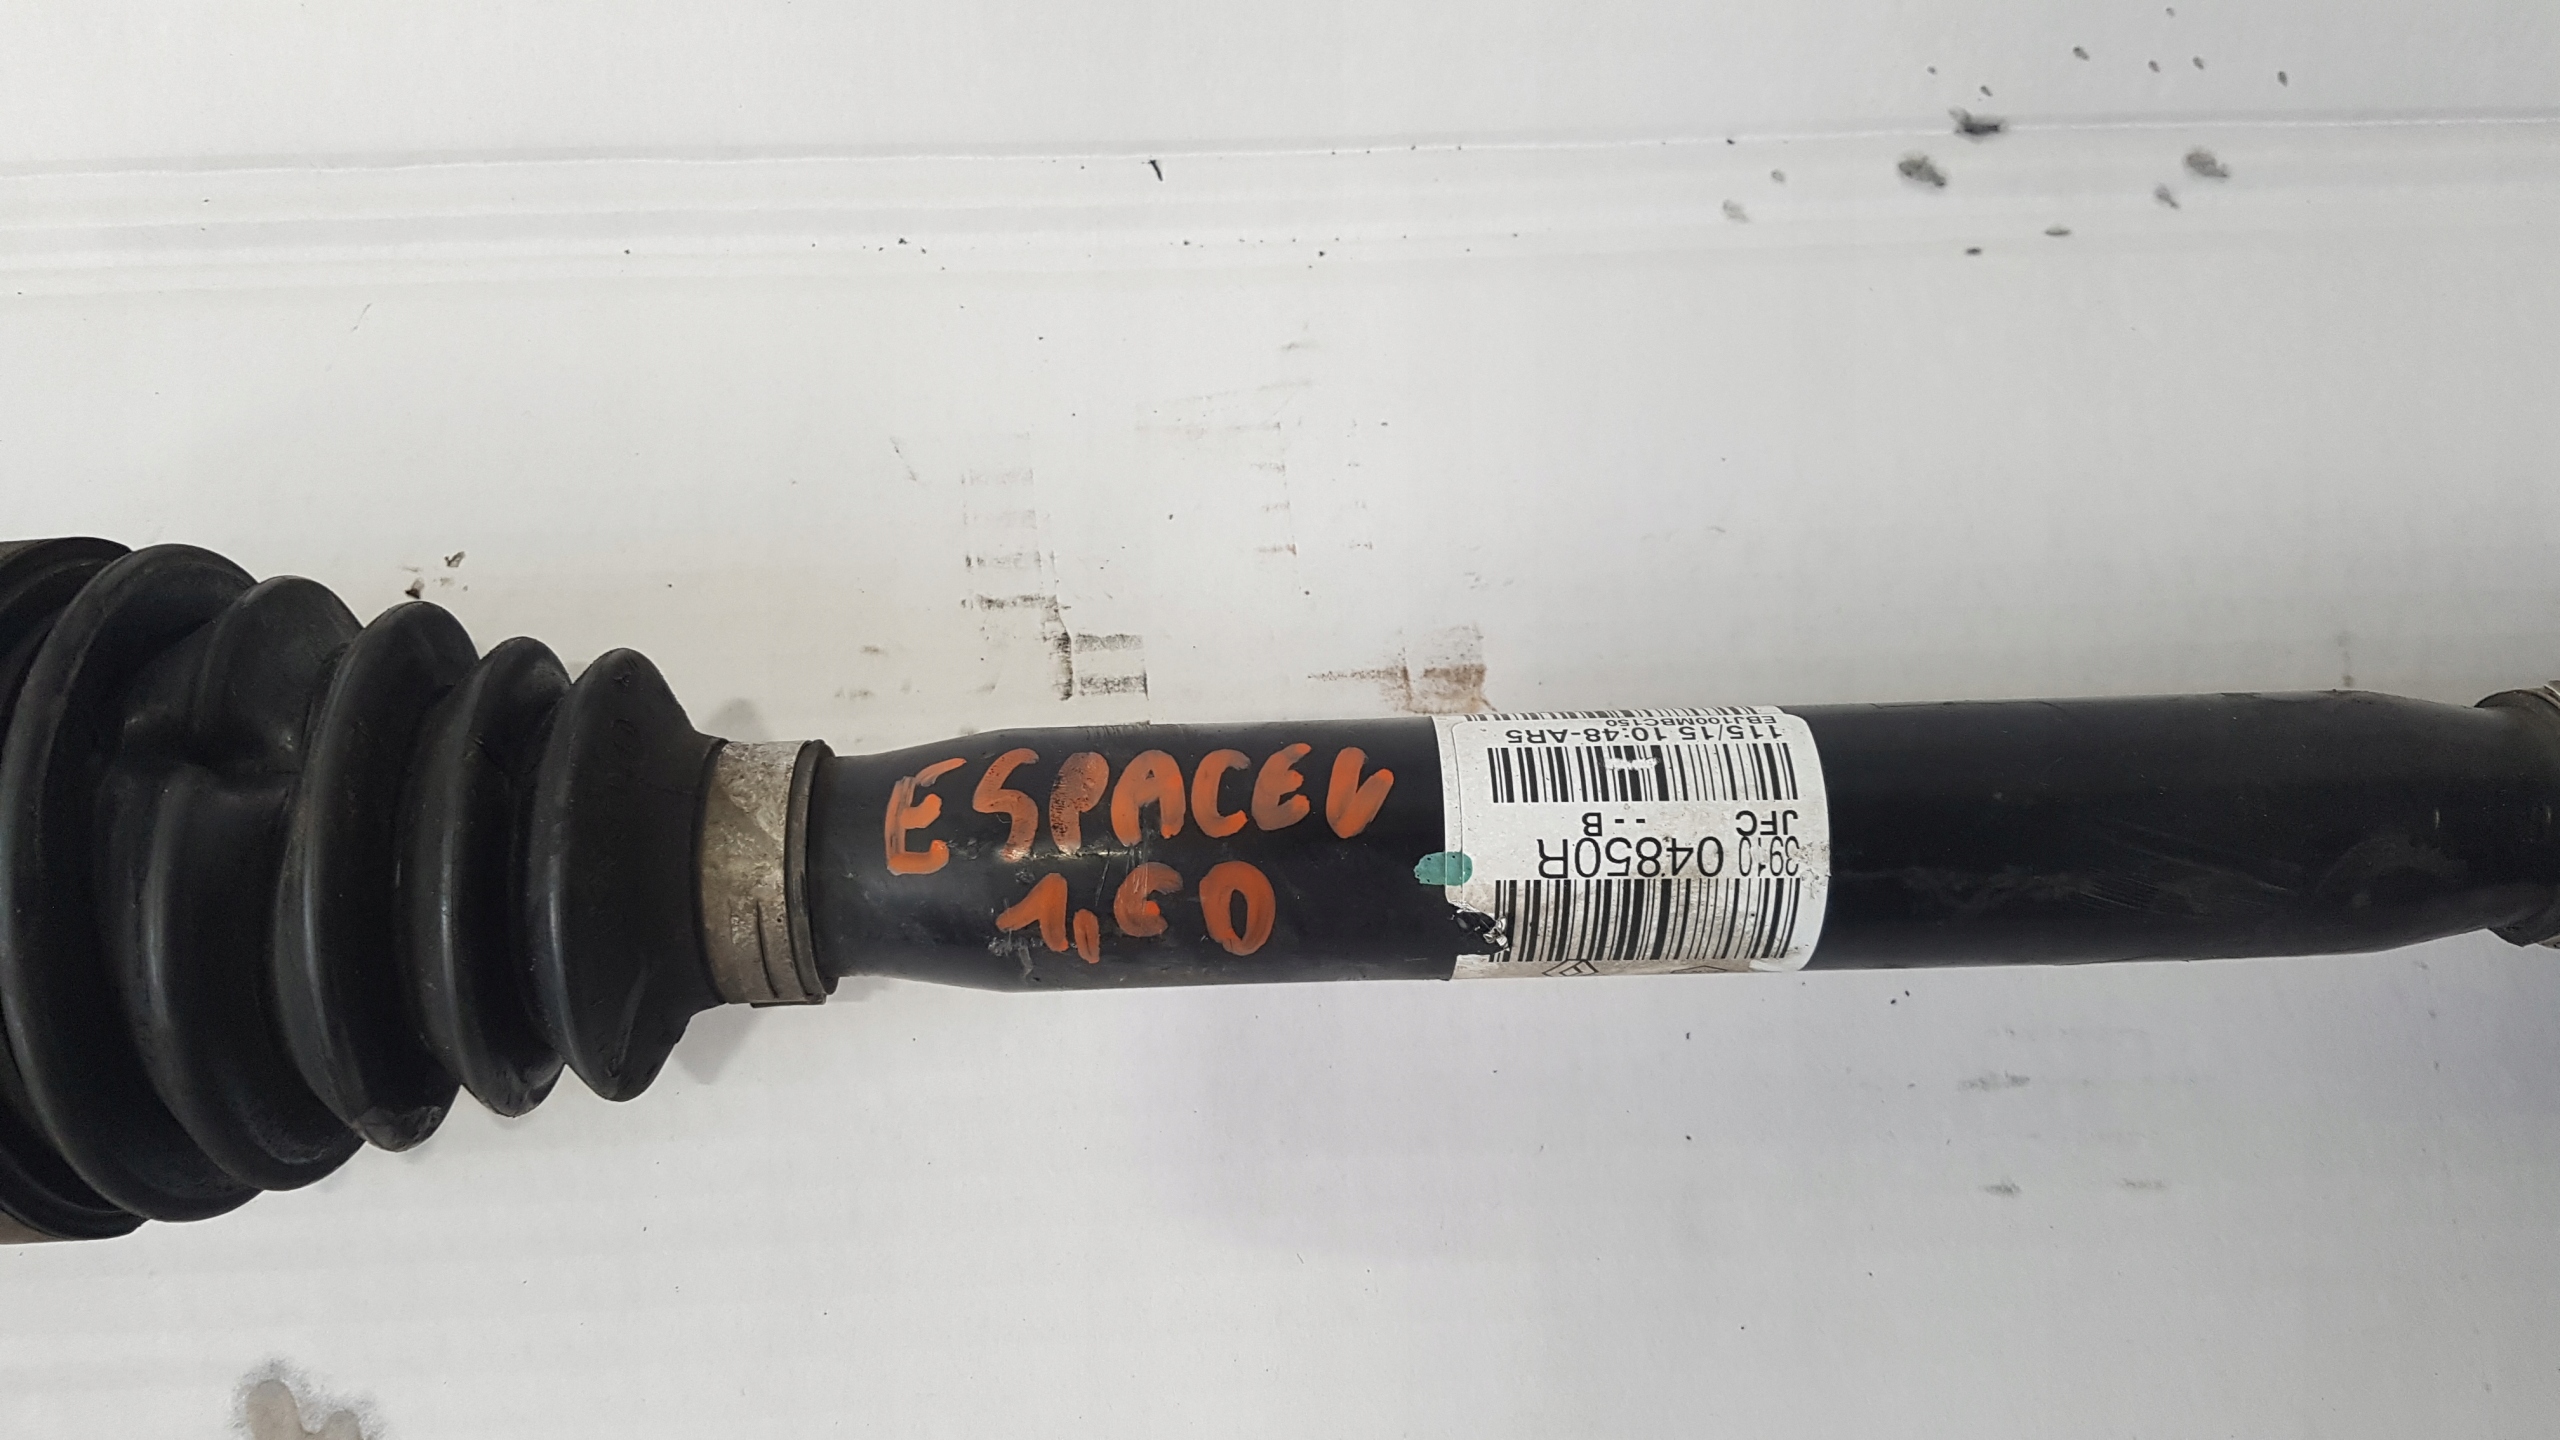 ESPACE V
1,6D
3910 04850R
JFC
- - B
115/15 10:48-AR5
EBJ100MBC150